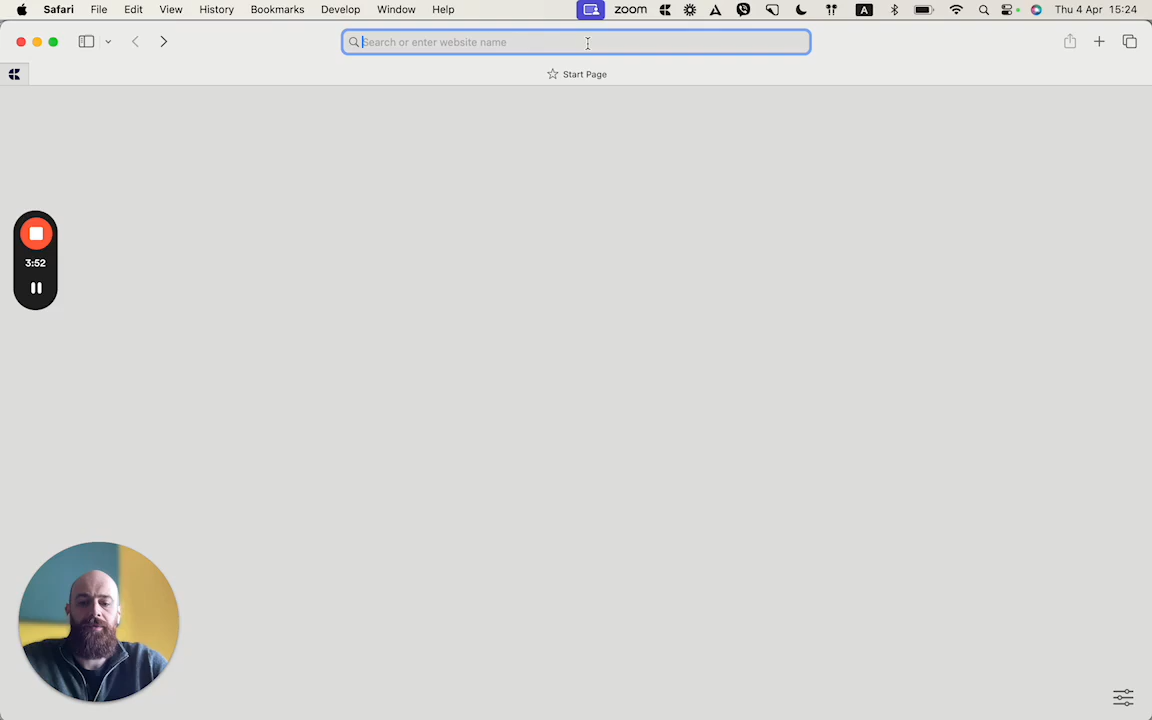 Safari File Edit View History Bookmarks Develop Window Help zoom A Thu 4 Apr 15:24
Search or enter website name
Start Page
3:52